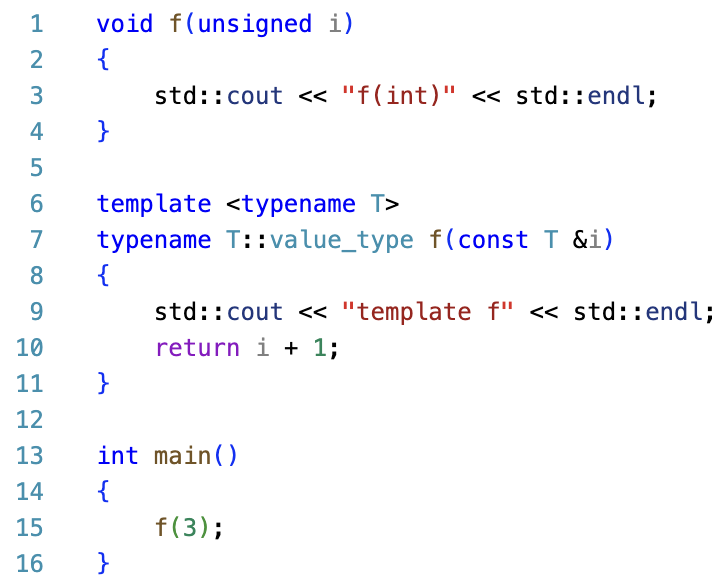 1 void f(unsigned i)
2 {
3     std::cout << "f(int)" << std::endl;
4 }
5
6 template <typename T>
7 typename T::value_type f(const T &i)
8 {
9     std::cout << "template f" << std::endl;
10     return i + 1;
11 }
12
13 int main()
14 {
15     f(3);
16 }